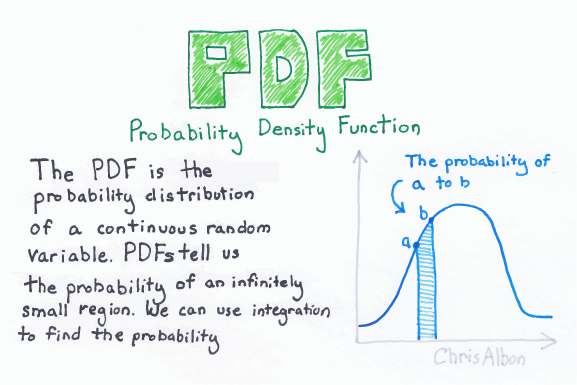 PDF
Probability Density Function
The PDF is the
probability distribution
of a continuous random
variable. PDFs tell us
the probability of an infinitely
small region. We can use integration
to find the probability
The probability of
a to b
b
a
Chris Albon